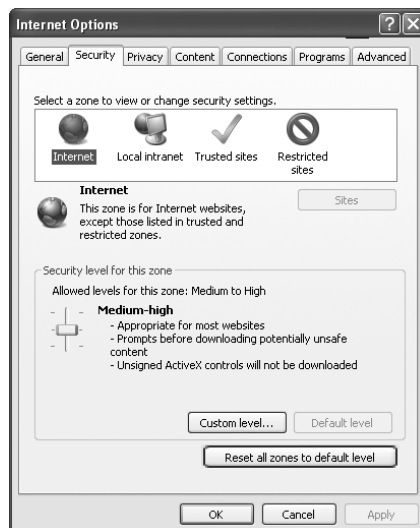 Internet Options
General Security Privacy Content Connections Programs Advanced
Select a zone to view or change security settings.
Internet Local intranet Trusted sites Restricted
sites
Internet
Sites
This zone is for Internet websites,
except those listed in trusted and
restricted zones.
Security level for this zone
Allowed levels for this zone: Medium to High
Medium-high
- Appropriate for most websites
- Prompts before downloading potentially unsafe
content
- Unsigned ActiveX controls will not be downloaded
Custom level... Default level
Reset all zones to default level
OK Cancel Apply